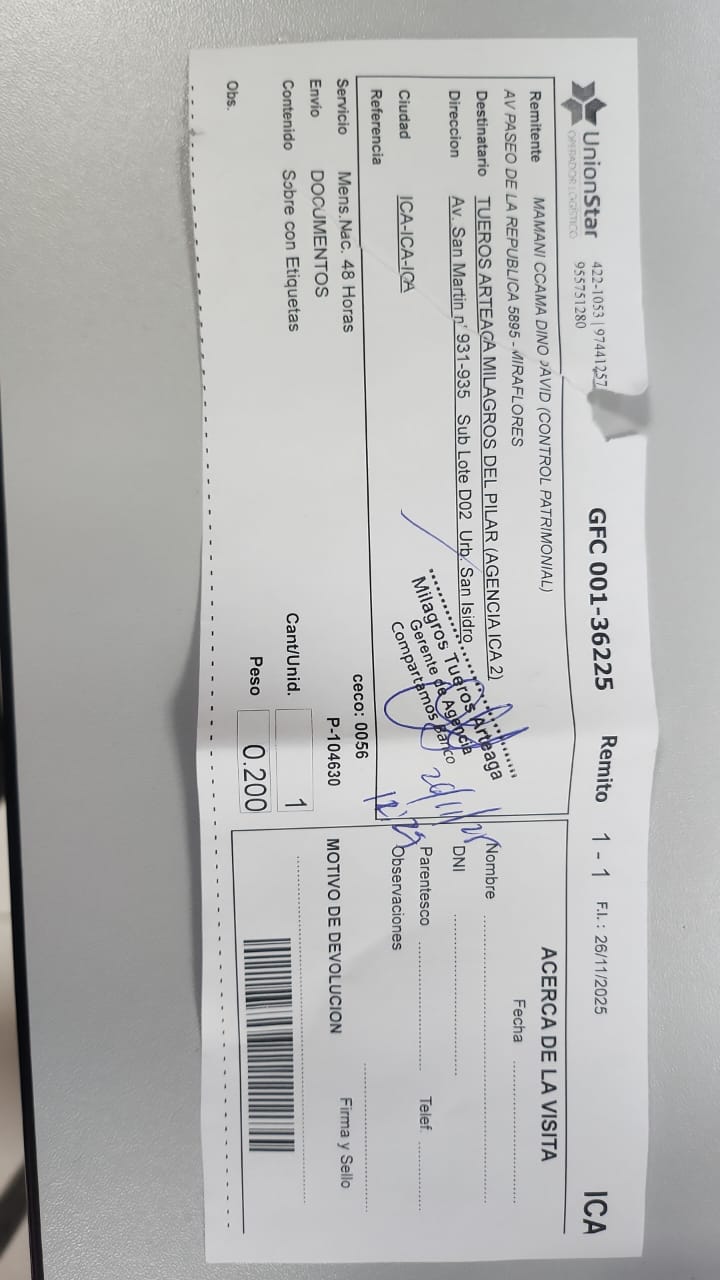 UnionStar
OPERADOR LOGÍSTICO
422-1053 | 97441257
955751280
GFC 001-36225
Remito 1 - 1
F.I.: 26/11/2025
ICA
Remitente MAMANI CCAMA DINO DAVID (CONTROL PATRIMONIAL)
AV PASEO DE LA REPUBLICA 5895 - MIRAFLORES
Destinatario TUEROS ARTEAGA MILAGROS DEL PILAR (AGENCIA ICA 2)
Direccion Av. San Martin n° 931-935 Sub Lote D02 Urb. San Isidro
Ciudad ICA-ICA-ICA
Referencia
Milagros Tueros Arteaga
Gerente de Agencia
Compartamos Banco
Servicio Mens.Nac. 48 Horas
ceco: 0056
Envio DOCUMENTOS
P-104630
Contenido Sobre con Etiquetas
Cant/Unid. 1
Peso 0.200
Obs.
ACERCA DE LA VISITA
Fecha
Nombre
DNI
Parentesco
Telef
Observaciones
MOTIVO DE DEVOLUCION
Firma y Sello